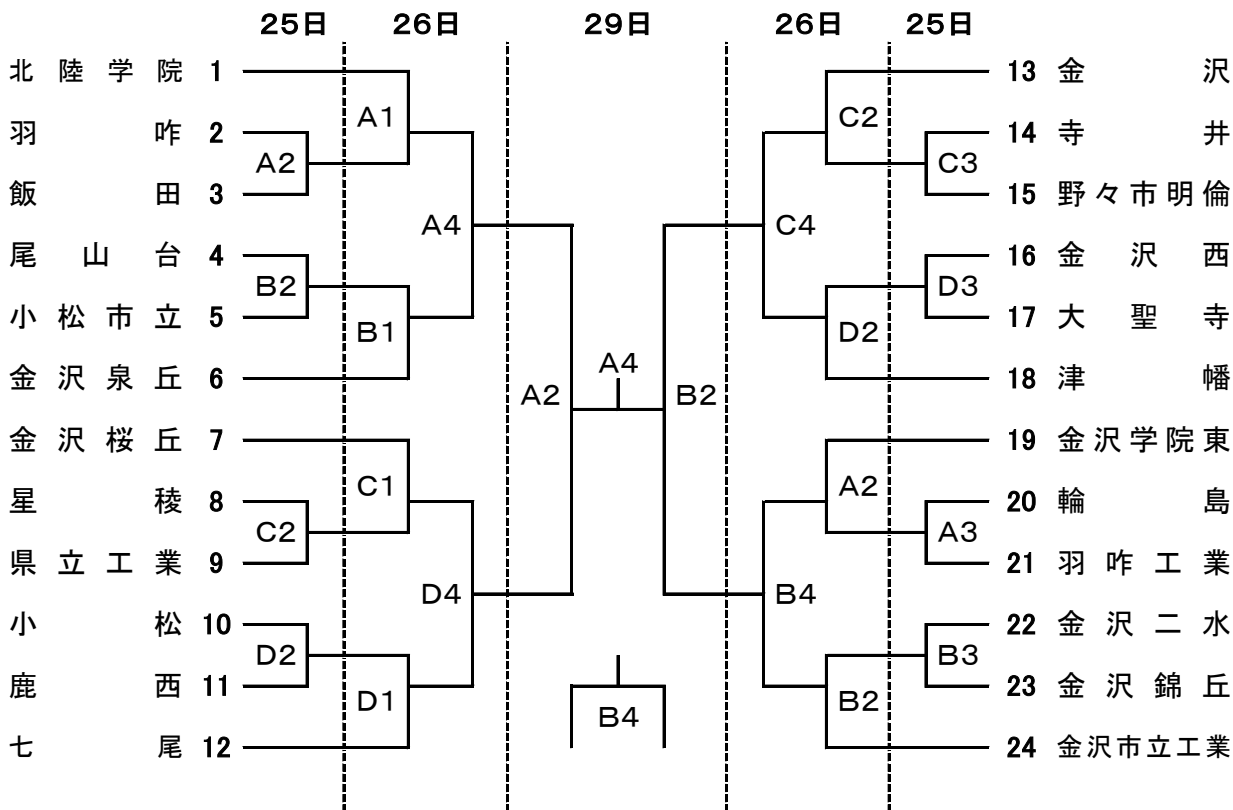 25日 26日 29日 26日 25日
北陸学院 1 13 金沢
A1 C2
羽咋 2 14 寺井
A2 C3
飯田 3 15 野々市明倫
A4 C4
尾山台 4 16 金沢西
B2 D3
小松市立 5 17 大聖寺
B1 D2
金沢泉丘 6 A4 18 津幡
A2 B2
金沢桜丘 7 19 金沢学院東
C1 A2
星稜 8 20 輪島
C2 A3
県立工業 9 21 羽咋工業
D4 B4
小松 10 22 金沢二水
D2 B3
鹿西 11 23 金沢錦丘
D1 B4 B2
七尾 12 24 金沢市立工業